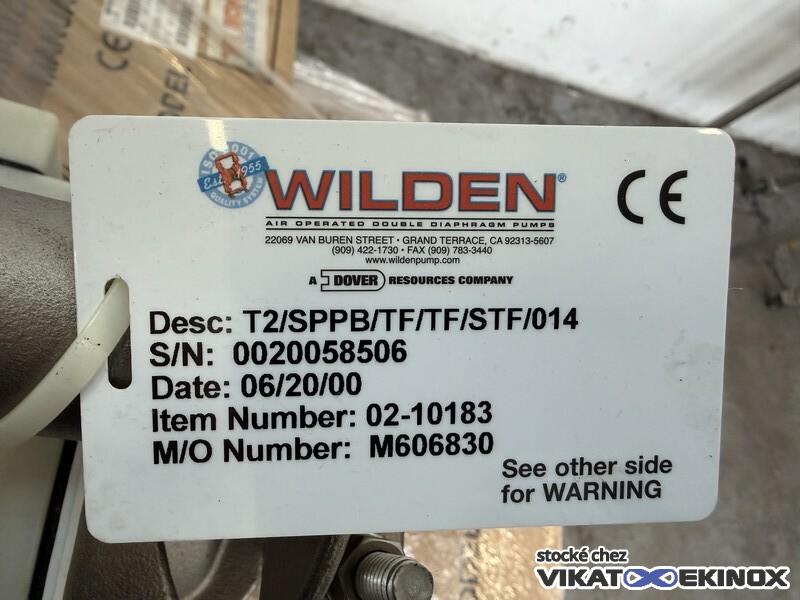 CE
ISO 9001
Est. 1955
QUALITY SYSTEM
WILDEN®
CE
AIR OPERATED DOUBLE DIAPHRAGM PUMPS
22069 VAN BUREN STREET • GRAND TERRACE, CA 92313-5607
(909) 422-1730 • FAX (909) 783-3440
www.wildenpump.com
A DOVER RESOURCES COMPANY
Desc: T2/SPPB/TF/TF/STF/014
S/N: 0020058506
Date: 06/20/00
Item Number: 02-10183
M/O Number: M606830
See other side
for WARNING
stocké chez
VIKATO EKINOX